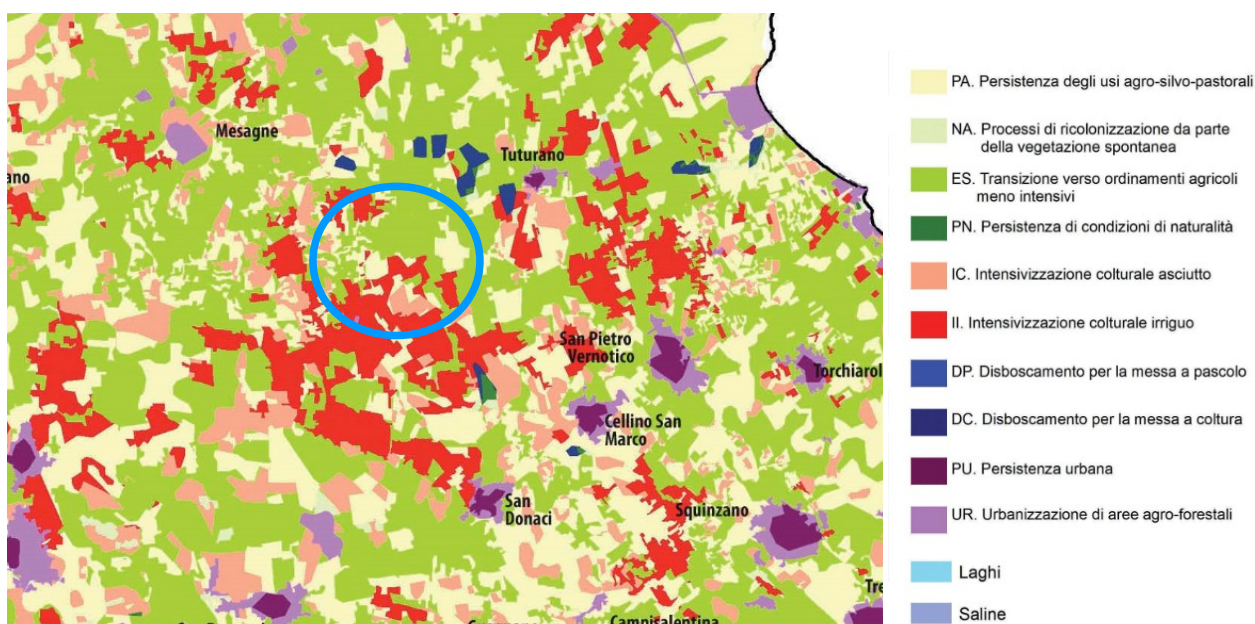 Mesagne
Tuturano
ano
San Pietro
Vernotico
Torchiarol
Cellino San
Marco
San
Donaci
Squinzano
Tre
Campisalentina
PA. Persistenza degli usi agro-silvo-pastorali
NA. Processi di ricolonizzazione da parte
della vegetazione spontanea
ES. Transizione verso ordinamenti agricoli
meno intensivi
PN. Persistenza di condizioni di naturalità
IC. Intensivizzazione colturale asciutto
II. Intensivizzazione colturale irriguo
DP. Disboscamento per la messa a pascolo
DC. Disboscamento per la messa a coltura
PU. Persistenza urbana
UR. Urbanizzazione di aree agro-forestali
Laghi
Saline